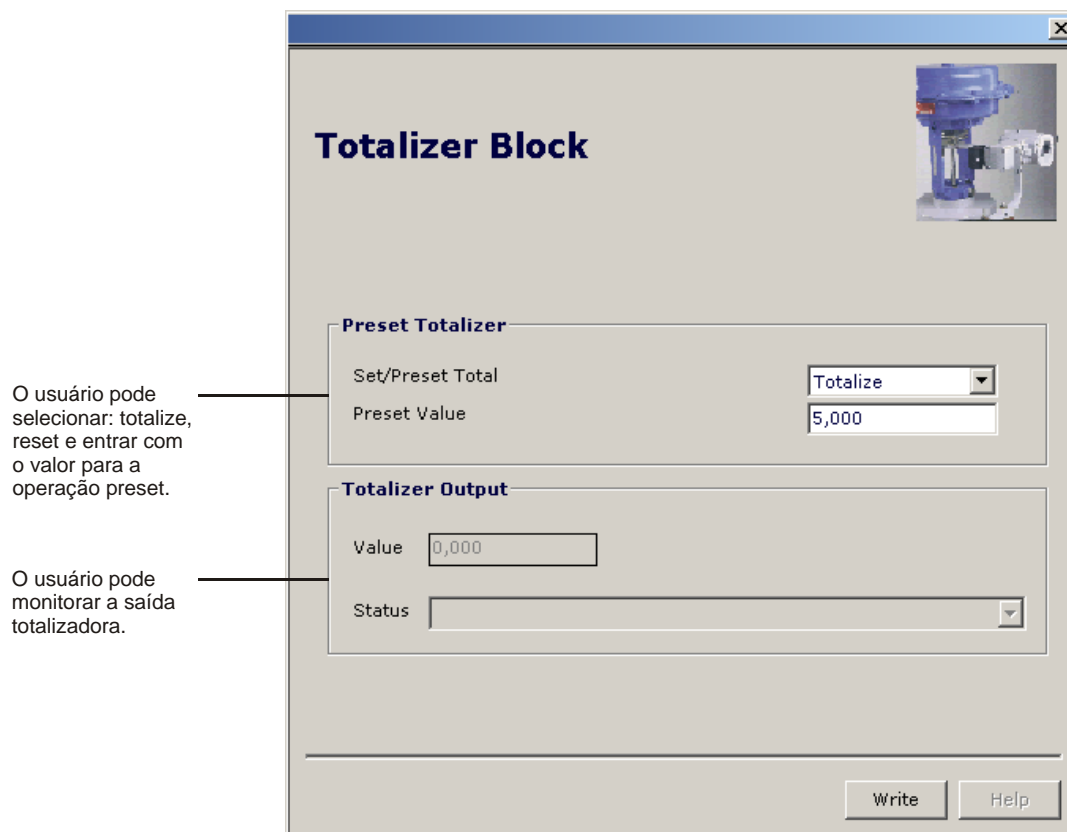 Totalizer Block
Preset Totalizer
Set/Preset Total
Totalize
Preset Value
5,000
O usuário pode
selecionar: totalize,
reset e entrar com
o valor para a
operação preset.
Totalizer Output
Value
0,000
O usuário pode
monitorar a saída
totalizadora.
Status
Write
Help